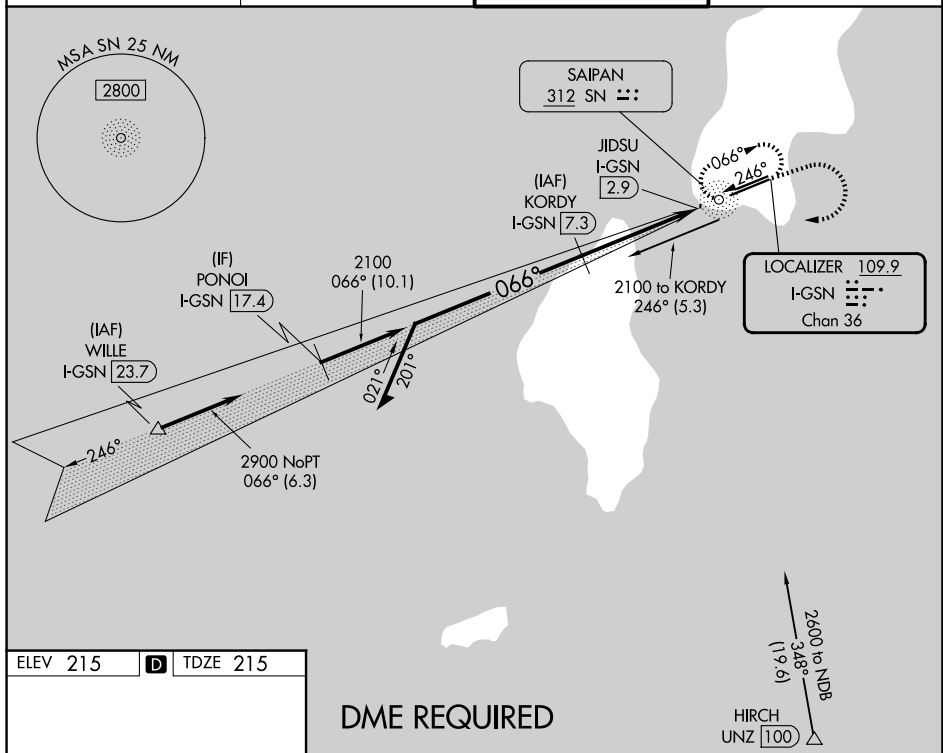 MSA SN 25 NM
2800
SAIPAN
312 SN
JIDSU
I-GSN
2.9
066°
246°
(IAF)
KORDY
I-GSN 7.3
(IF)
PONOI
I-GSN 17.4
2100
066° (10.1)
066°
2100 to KORDY
246° (5.3)
LOCALIZER 109.9
I-GSN
Chan 36
(IAF)
WILLE
I-GSN 23.7
021°
201°
246°
2900 NoPT
066° (6.3)
2600 to NDB
348°
(19.6)
HIRCH
UNZ 100
ELEV 215 D TDZE 215
DME REQUIRED